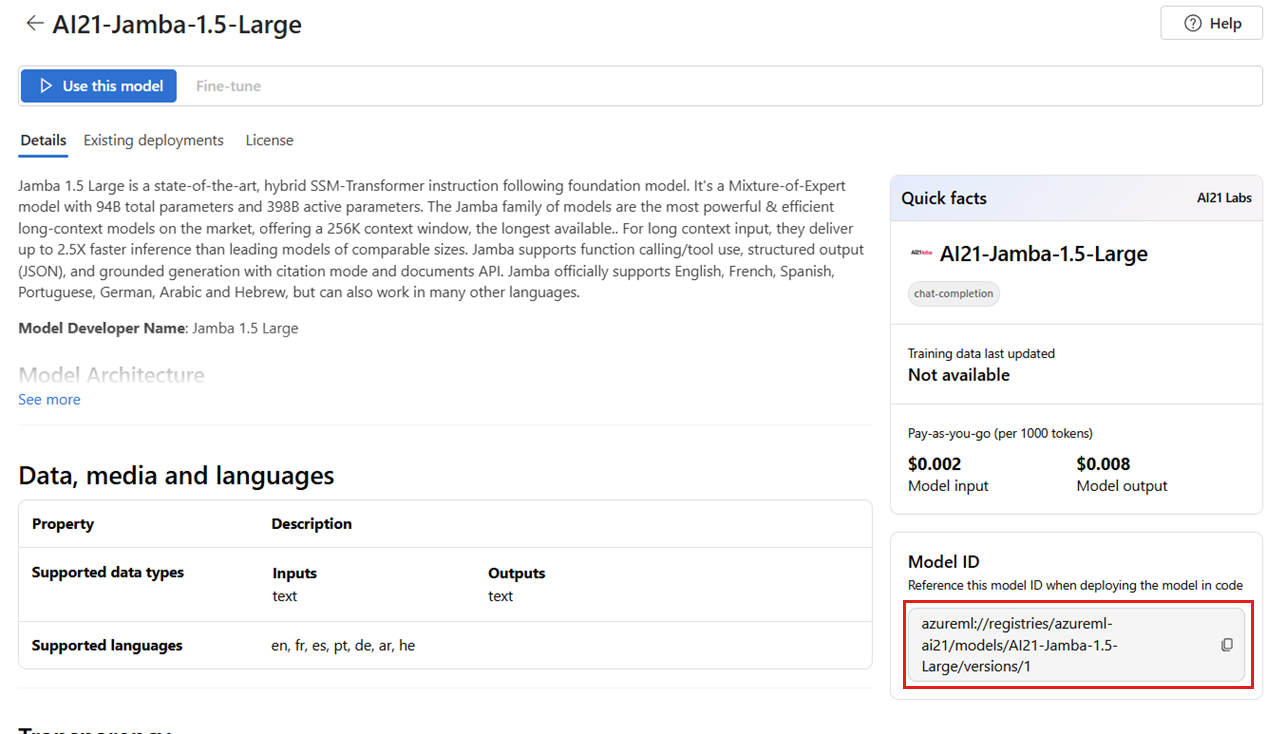 AI21-Jamba-1.5-Large
Help
Use this model
Fine-tune
Details
Existing deployments
License
Jamba 1.5 Large is a state-of-the-art, hybrid SSM-Transformer instruction following foundation model. It's a Mixture-of-Expert
model with 94B total parameters and 398B active parameters. The Jamba family of models are the most powerful & efficient
long-context models on the market, offering a 256K context window, the longest available.. For long context input, they deliver
up to 2.5X faster inference than leading models of comparable sizes. Jamba supports function calling/tool use, structured output
(JSON), and grounded generation with citation mode and documents API. Jamba officially supports English, French, Spanish,
Portuguese, German, Arabic and Hebrew, but can also work in many other languages.
Model Developer Name: Jamba 1.5 Large
Model Architecture
See more
Data, media and languages
Property Description
Supported data types
Inputs Outputs
text text
Supported languages en, fr, es, pt, de, ar, he
Transparency
Quick facts
AI21 Labs
AI21-Jamba-1.5-Large
chat-completion
Training data last updated
Not available
Pay-as-you-go (per 1000 tokens)
$0.002 $0.008
Model input Model output
Model ID
Reference this model ID when deploying the model in code
azureml://registries/azureml-
ai21/models/AI21-Jamba-1.5-
Large/versions/1